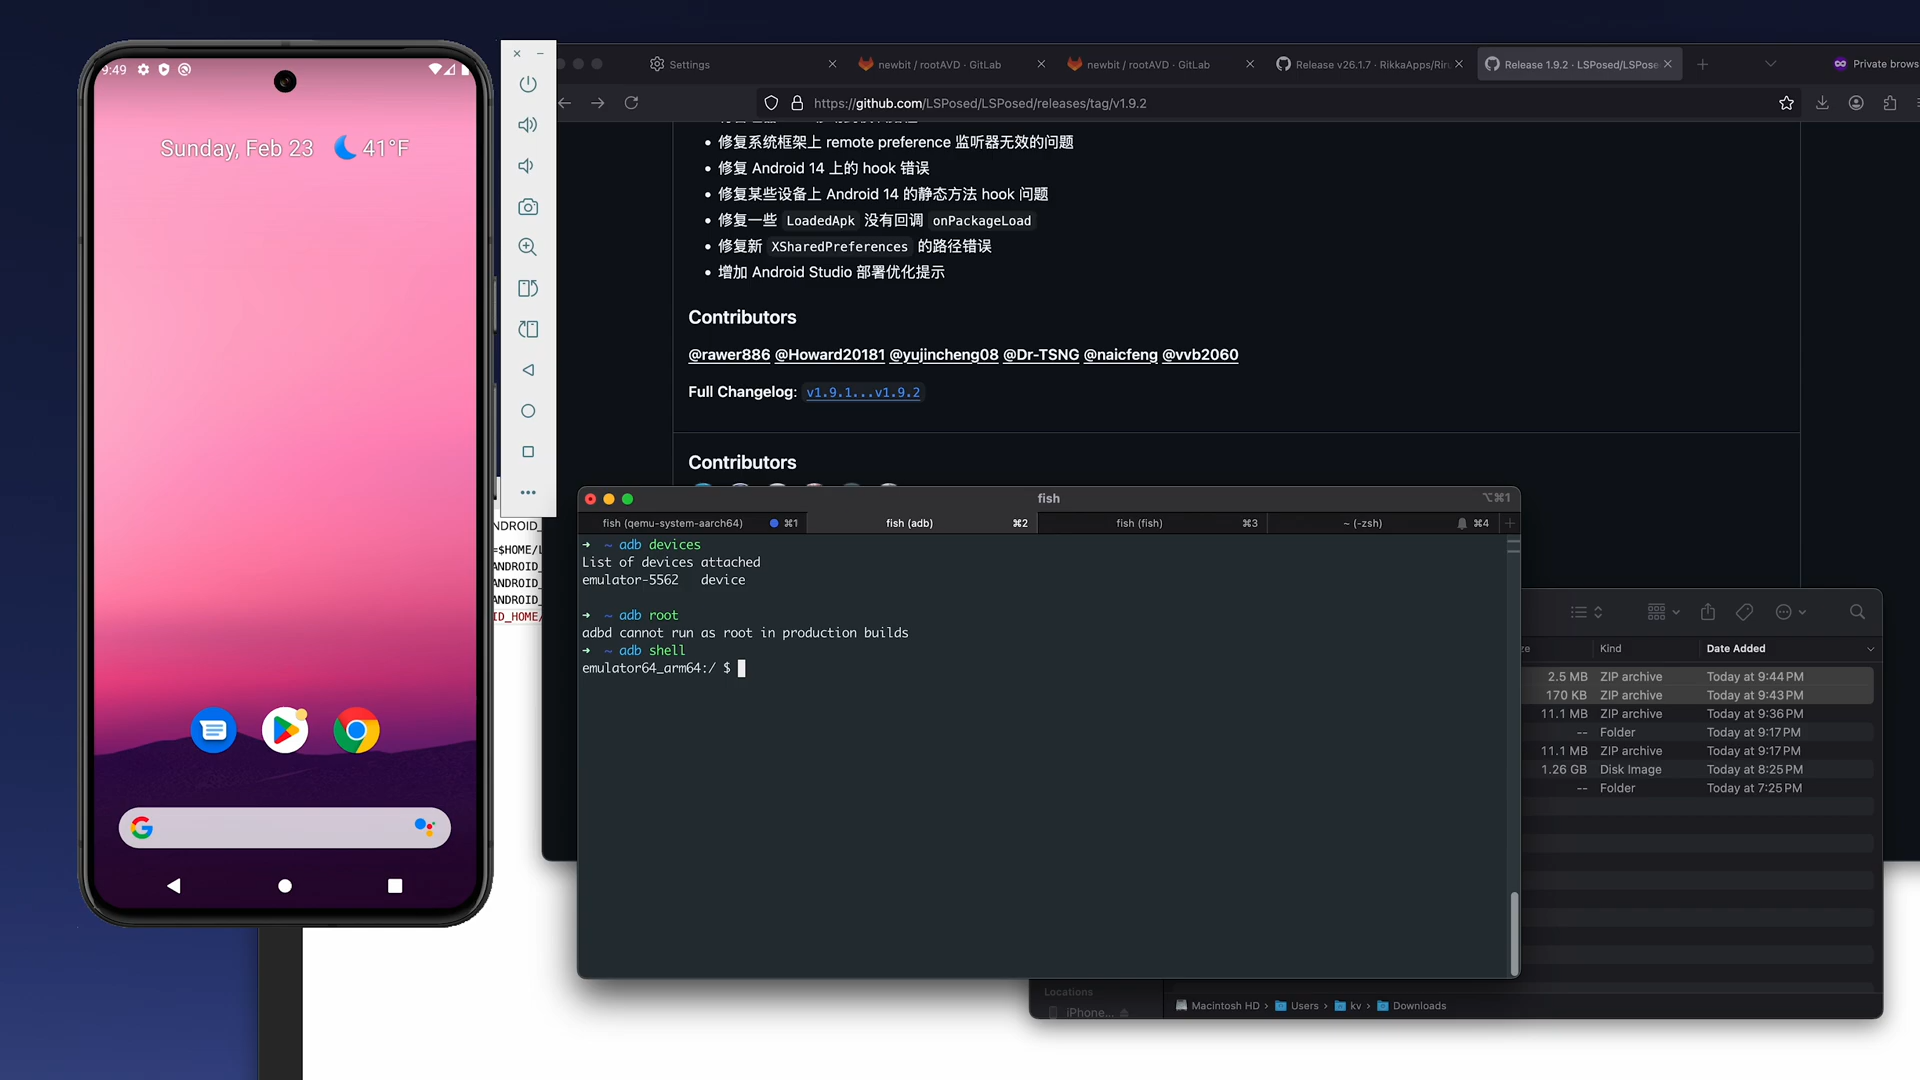 9:49
Sunday, Feb 23 41°F
Settings
newbit / rootAVD · GitLab
newbit / rootAVD · GitLab
Release v26.1.7 · RikkaApps/Riru
Release 1.9.2 · LSPosed/LSPose
Private brows
https://github.com/LSPosed/LSPosed/releases/tag/v1.9.2
修复系统框架上 remote preference 监听器无效的问题
修复 Android 14 上的 hook 错误
修复某些设备上 Android 14 的静态方法 hook 问题
修复一些 LoadedApk 没有回调 onPackageLoad
修复新 XSharedPreferences 的路径错误
增加 Android Studio 部署优化提示
Contributors
@rawer886 @Howard20181 @yujincheng08 @Dr-TSNG @naicfeng @vvb2060
Full Changelog: v1.9.1...v1.9.2
Contributors
NDROID_
=$HOME/L
ANDROID_
ANDROID_
ANDROID_
ID_HOME/
fish
⌥⌘1
fish (qemu-system-aarch64) ⌘1
fish (adb) ⌘2
fish (fish) ⌘3
~ (-zsh) ⌘4
➜ ~ adb devices
List of devices attached
emulator-5562 device
➜ ~ adb root
adbd cannot run as root in production builds
➜ ~ adb shell
emulator64_arm64:/ $
ze Kind Date Added
2.5 MB ZIP archive Today at 9:44 PM
170 KB ZIP archive Today at 9:43 PM
11.1 MB ZIP archive Today at 9:36 PM
-- Folder Today at 9:17 PM
11.1 MB ZIP archive Today at 9:17 PM
1.26 GB Disk Image Today at 8:25 PM
-- Folder Today at 7:25 PM
Locations
iPhone...
Macintosh HD › Users › kv › Downloads